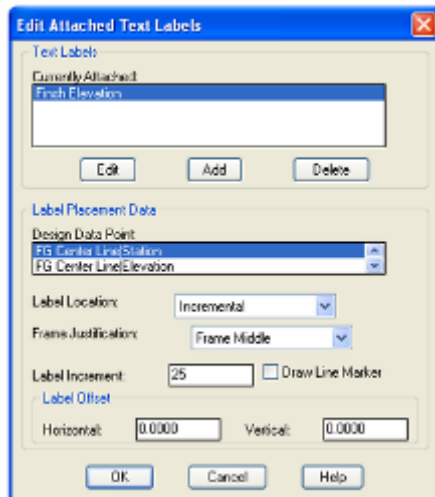 Edit Attached Text Labels
Text Labels
Currently Attached:
Finish Elevation
Edit Add Delete
Label Placement Data
Design Data Point
FG Center Line|Station
FG Center Line|Elevation
Label Location: Incremental
Frame Justification: Frame Middle
Label Increment: 25 Draw Line Marker
Label Offset
Horizontal: 0.0000 Vertical: 0.0000
OK Cancel Help